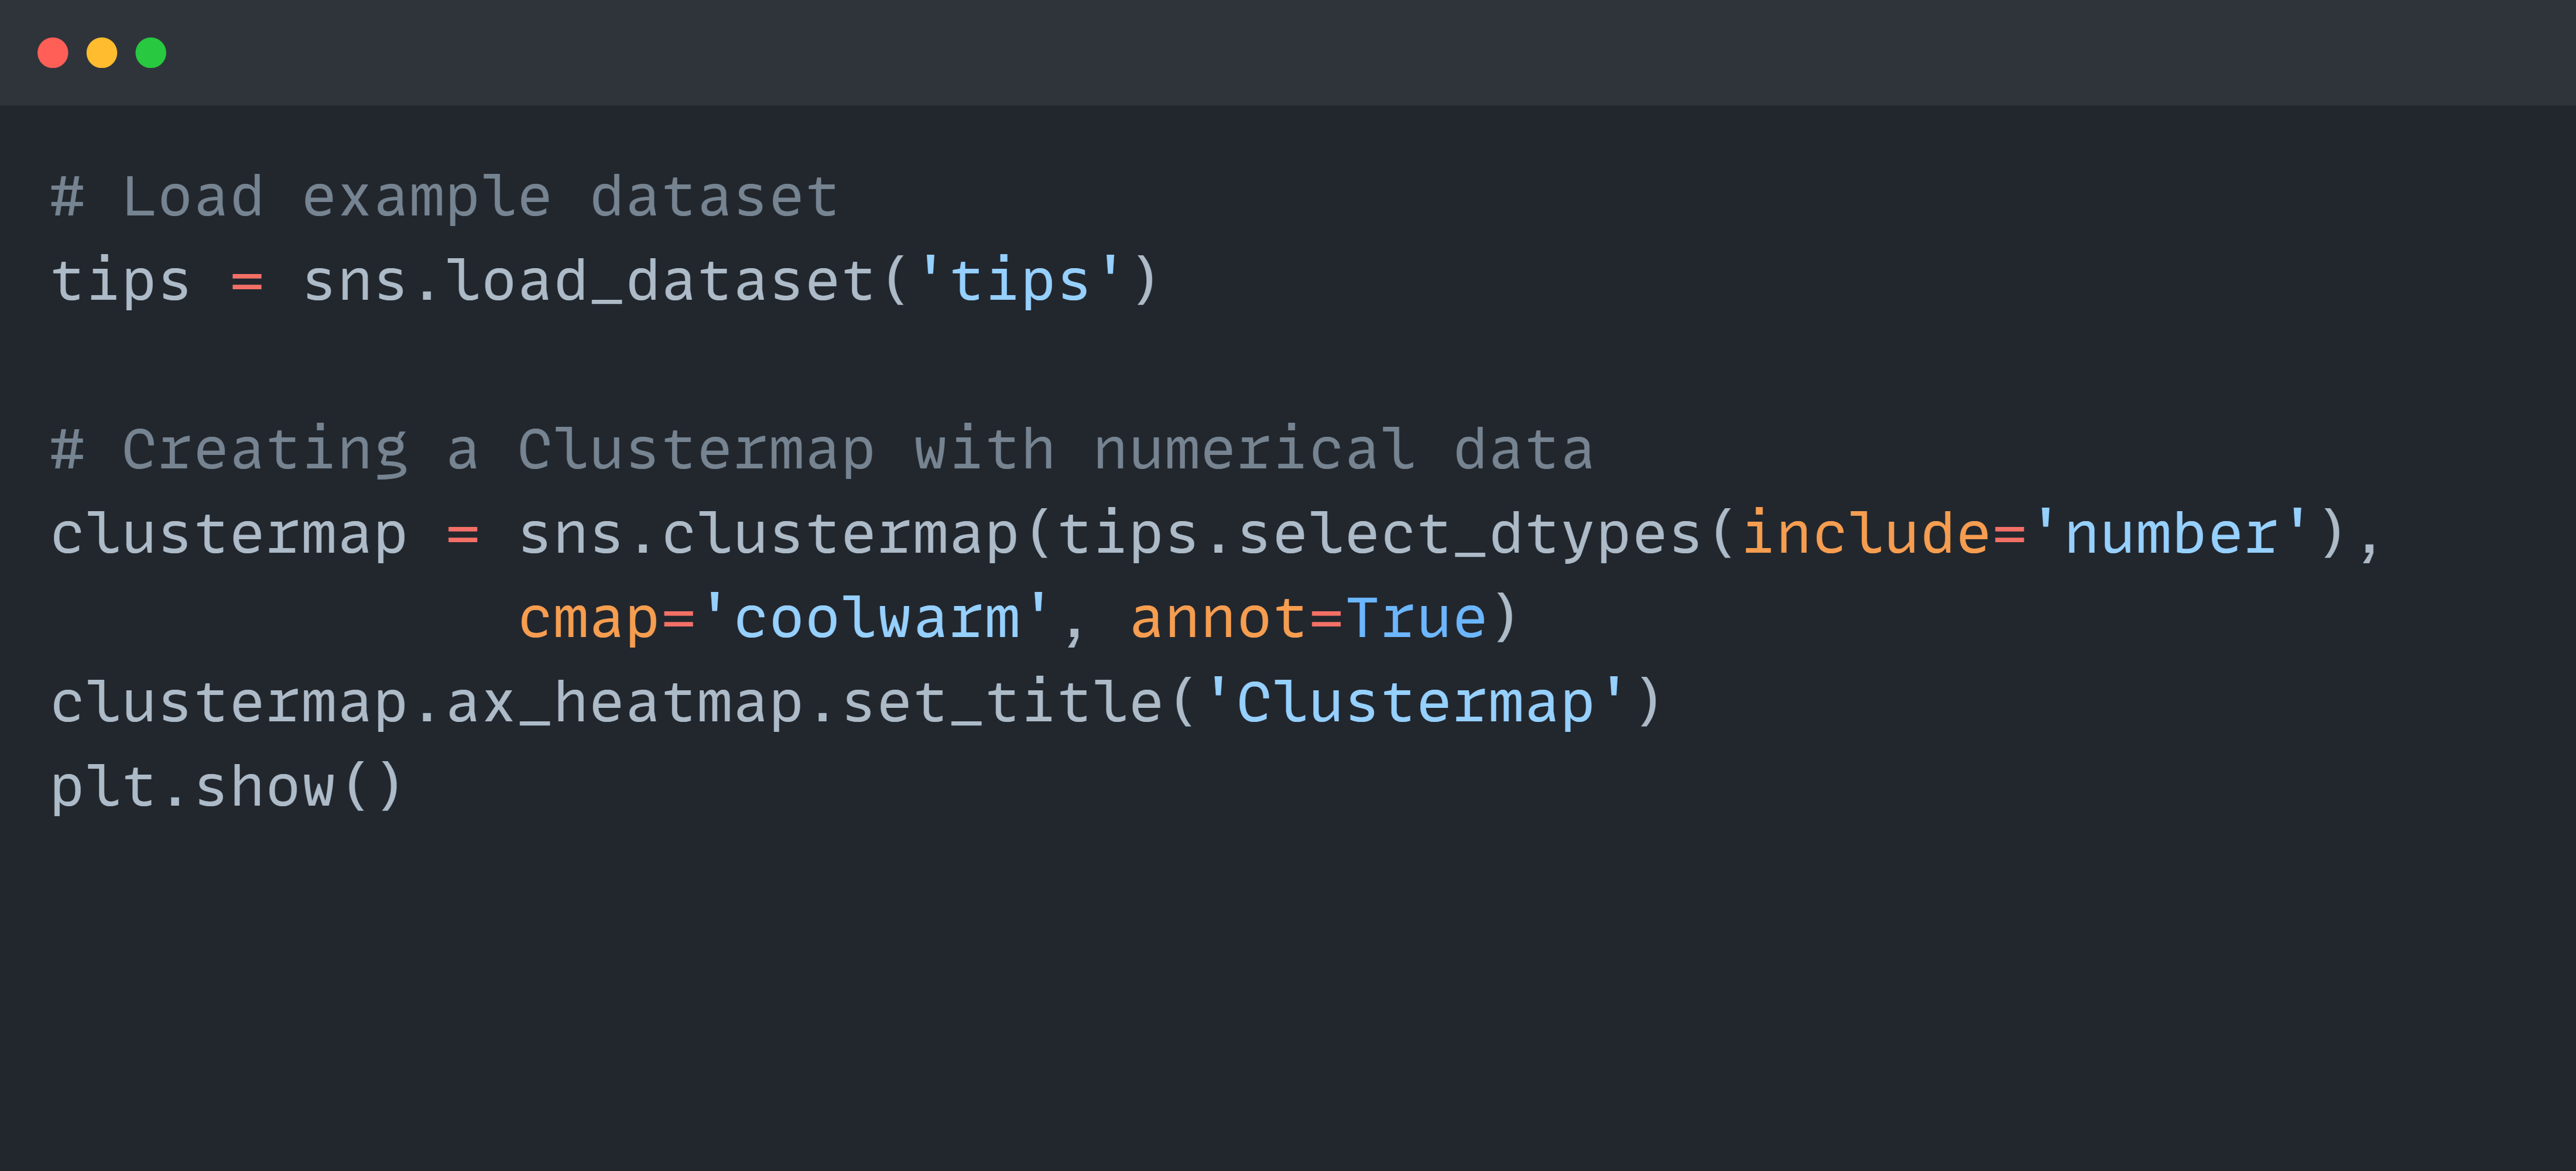 # Load example dataset
tips = sns.load_dataset('tips')

# Creating a Clustermap with numerical data
clustermap = sns.clustermap(tips.select_dtypes(include='number'),
             cmap='coolwarm', annot=True)
clustermap.ax_heatmap.set_title('Clustermap')
plt.show()